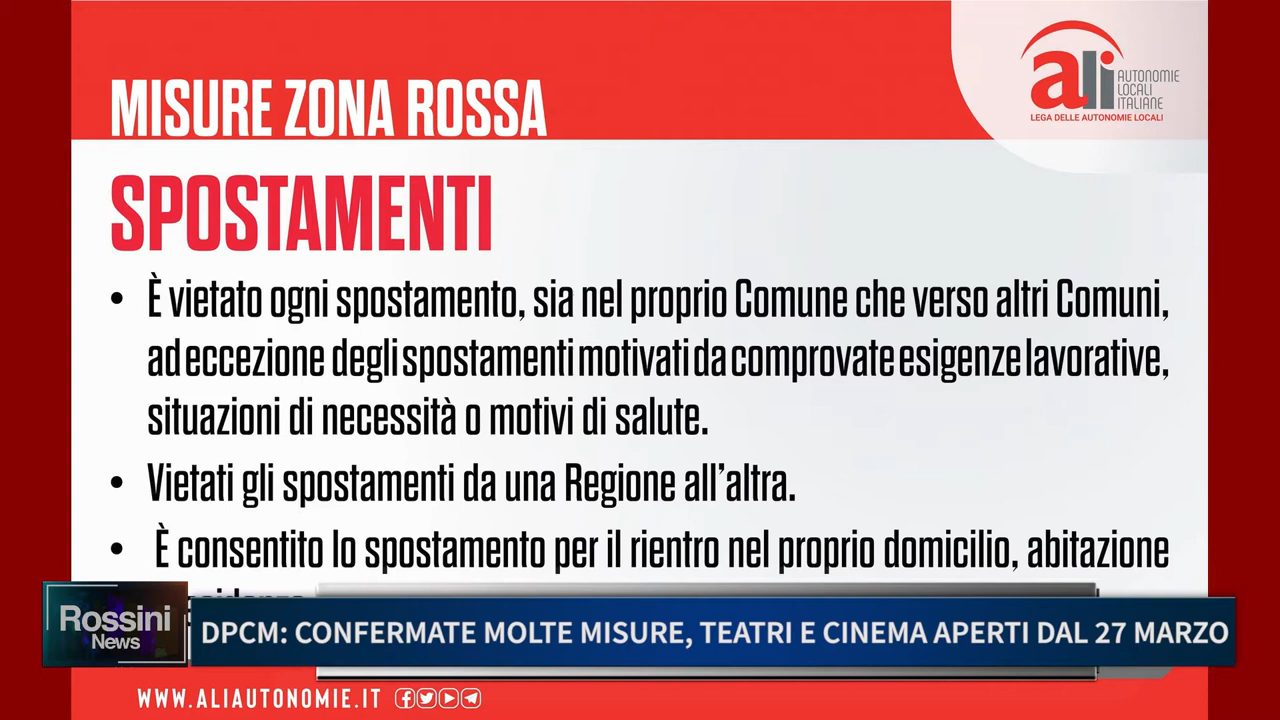 MISURE ZONA ROSSA
ali
AUTONOMIE
LOCALI
ITALIANE
LEGA DELLE AUTONOMIE LOCALI
SPOSTAMENTI
• È vietato ogni spostamento, sia nel proprio Comune che verso altri Comuni,
ad eccezione degli spostamenti motivati da comprovate esigenze lavorative,
situazioni di necessità o motivi di salute.
• Vietati gli spostamenti da una Regione all’altra.
• È consentito lo spostamento per il rientro nel proprio domicilio, abitazione
Rossini
News
DPCM: CONFERMATE MOLTE MISURE, TEATRI E CINEMA APERTI DAL 27 MARZO
WWW.ALIAUTONOMIE.IT